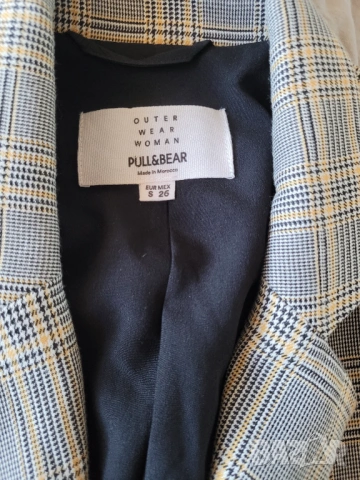 OUTER
WEAR
WOMAN
PULL&BEAR
Made in Morocco
EUR MEX
S 26